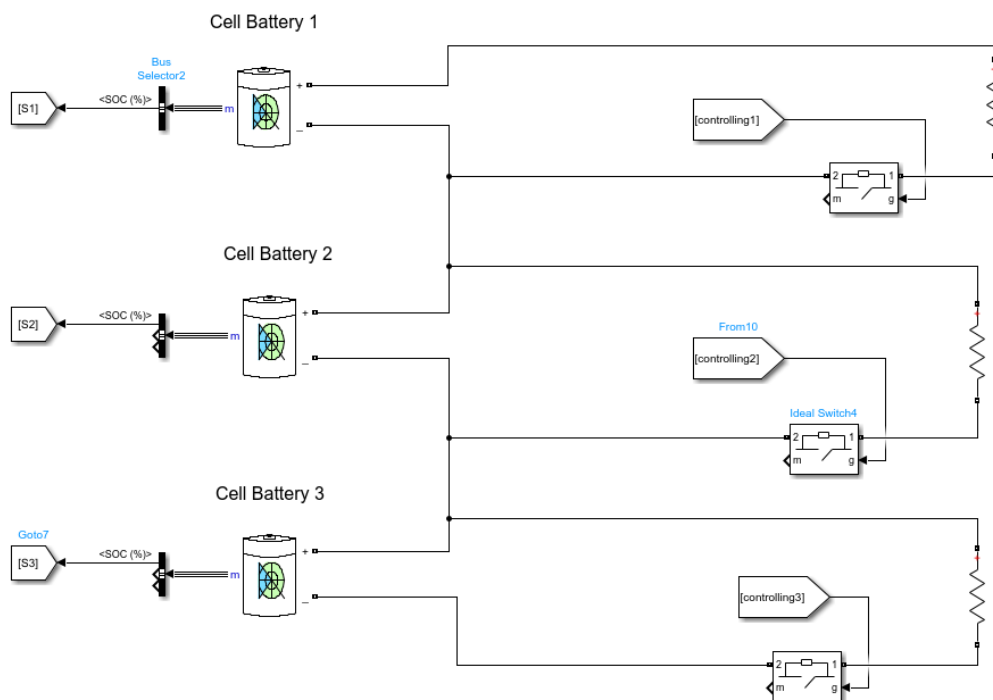 Cell Battery 1
Bus
Selector2
[S1]
<SOC (%)>
m
+
_
[controlling1]
2
1
m
g
Cell Battery 2
[S2]
<SOC (%)>
m
+
_
From10
[controlling2]
+
Ideal Switch4
2
1
m
g
Cell Battery 3
Goto7
[S3]
<SOC (%)>
m
+
_
+
[controlling3]
2
1
m
g